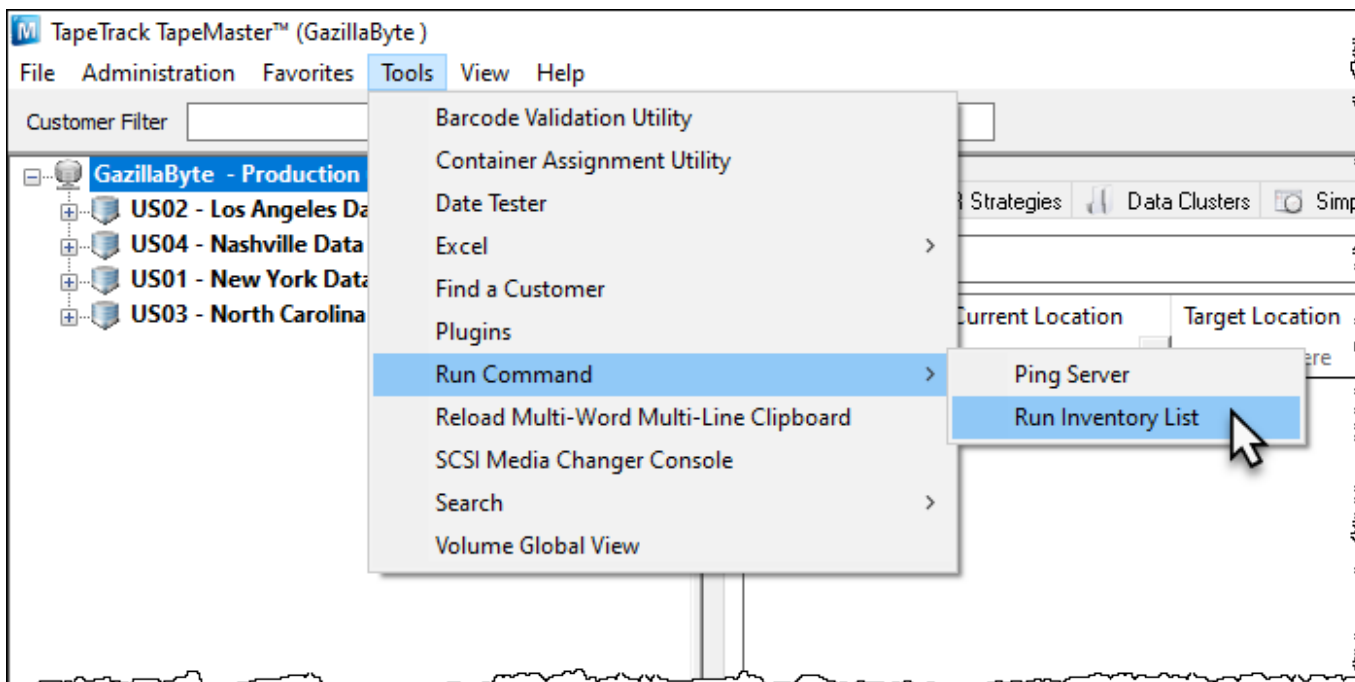 TapeTrack TapeMaster™ (GazillaByte )
File Administration Favorites Tools View Help
Customer Filter
Barcode Validation Utility
Container Assignment Utility
Date Tester
Excel
Find a Customer
Plugins
Run Command
Reload Multi-Word Multi-Line Clipboard
SCSI Media Changer Console
Search
Volume Global View
Ping Server
Run Inventory List
GazillaByte - Production
US02 - Los Angeles Da
US04 - Nashville Data
US01 - New York Data
US03 - North Carolina
Strategies Data Clusters Simp
Current Location Target Location
ere